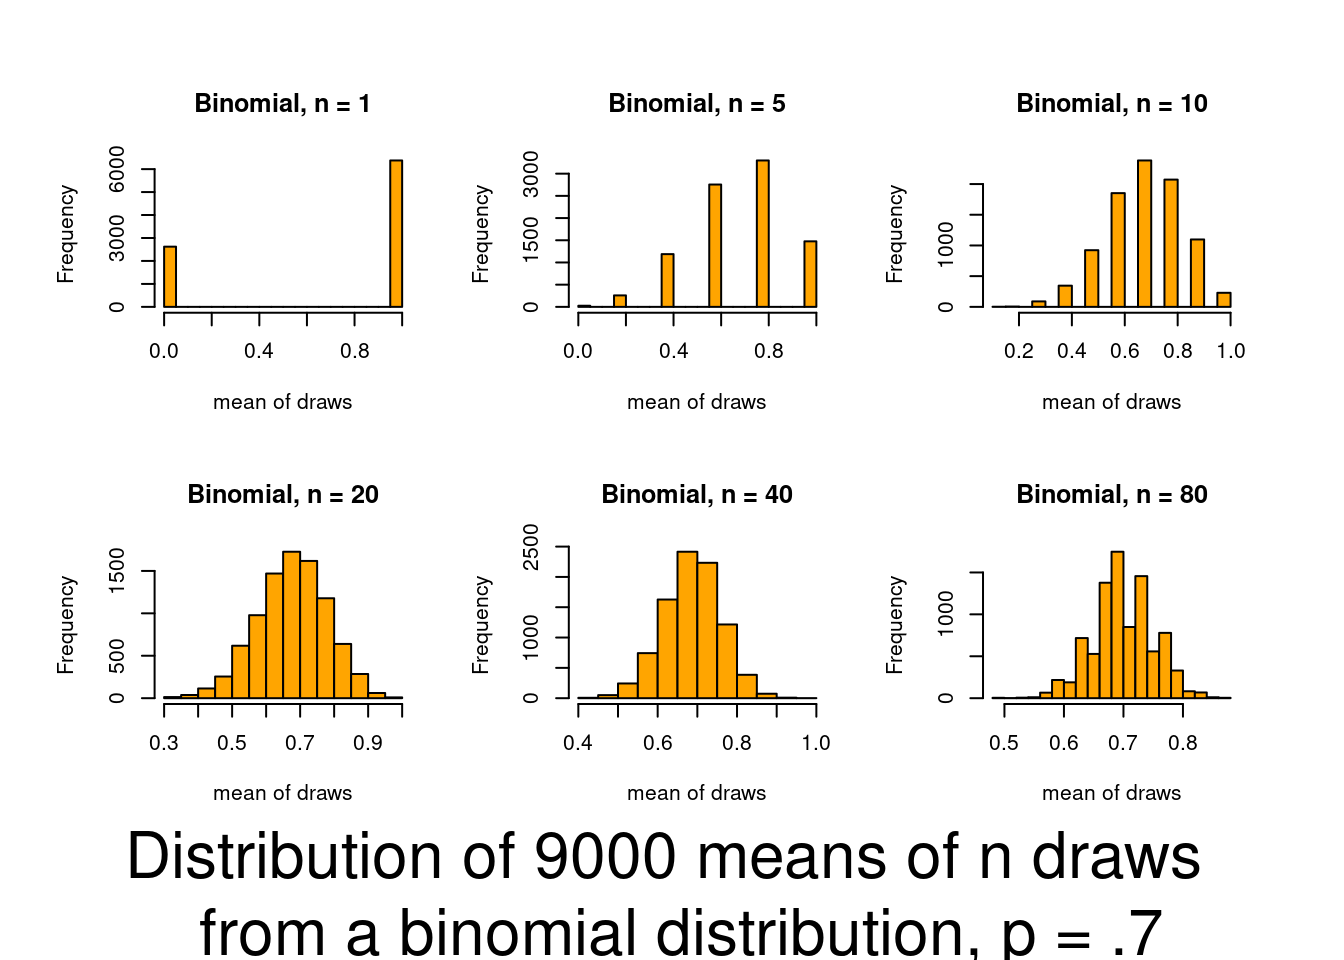 Binomial, n = 1
Frequency
6000
3000
0
0.0 0.4 0.8
mean of draws
Binomial, n = 5
Frequency
3000
1500
0
0.0 0.4 0.8
mean of draws
Binomial, n = 10
Frequency
1000
0
0.2 0.4 0.6 0.8 1.0
mean of draws
Binomial, n = 20
Frequency
1500
500
0
0.3 0.5 0.7 0.9
mean of draws
Binomial, n = 40
Frequency
2500
1000
0
0.4 0.6 0.8 1.0
mean of draws
Binomial, n = 80
Frequency
1000
0
0.5 0.6 0.7 0.8
mean of draws
Distribution of 9000 means of n draws
from a binomial distribution, p = .7